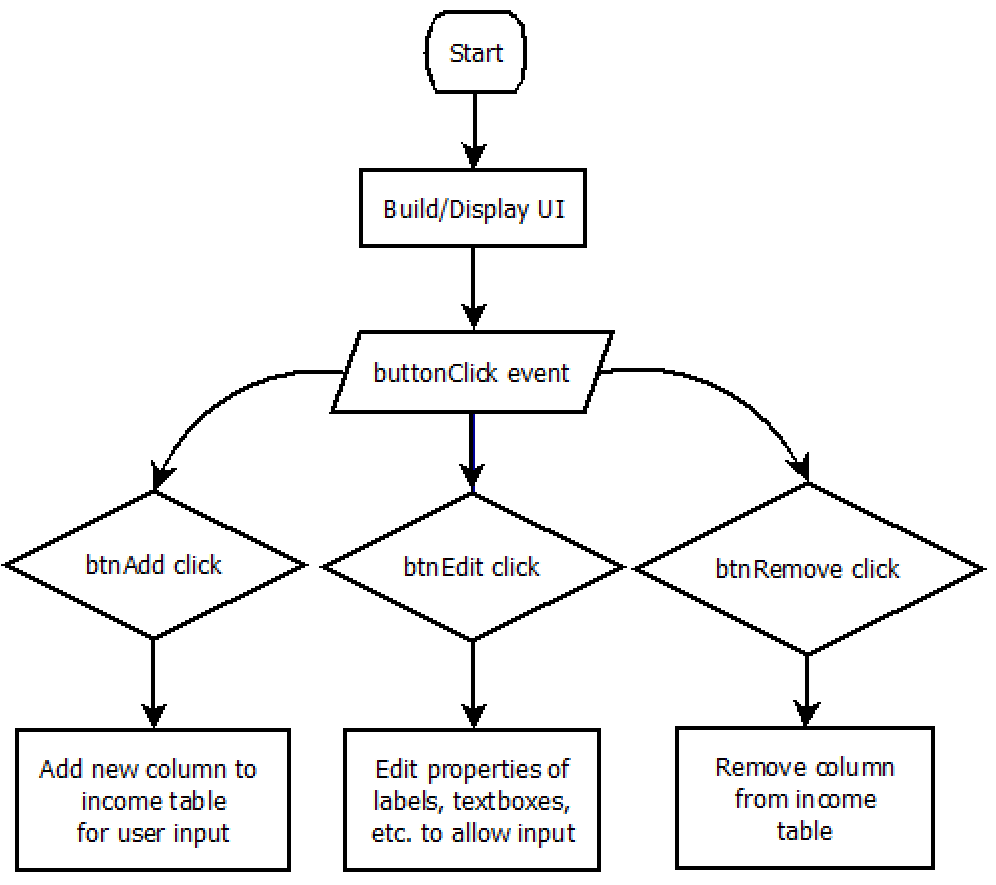 Start
Build/Display UI
buttonClick event
btnAdd click
btnEdit click
btnRemove click
Add new column to
income table
for user input
Edit properties of
labels, textboxes,
etc. to allow input
Remove column
from income
table